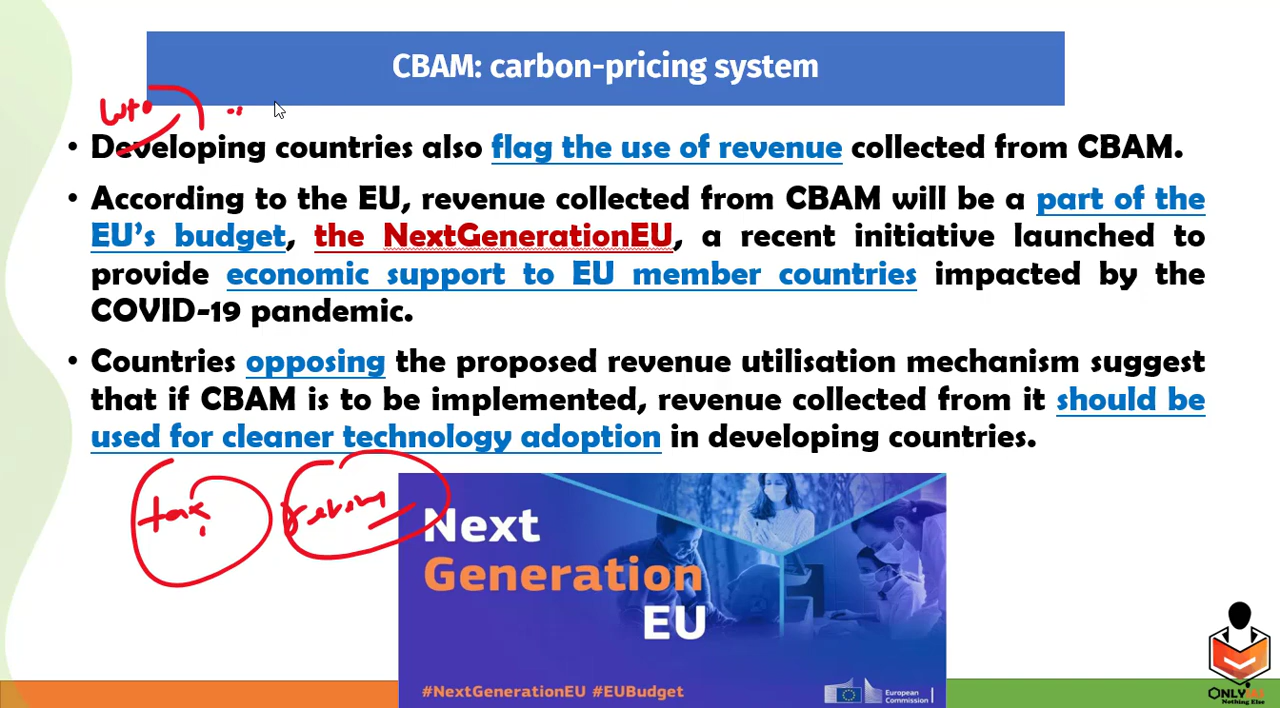 CBAM: carbon-pricing system
WTO
• Developing countries also flag the use of revenue collected from CBAM.
• According to the EU, revenue collected from CBAM will be a part of the
EU's budget, the NextGenerationEU, a recent initiative launched to
provide economic support to EU member countries impacted by the
COVID-19 pandemic.
• Countries opposing the proposed revenue utilisation mechanism suggest
that if CBAM is to be implemented, revenue collected from it should be
used for cleaner technology adoption in developing countries.
tax
Next
Generation
EU
#NextGenerationEU #EUBudget
European
Commission
ONLYIAS
Nothing Else